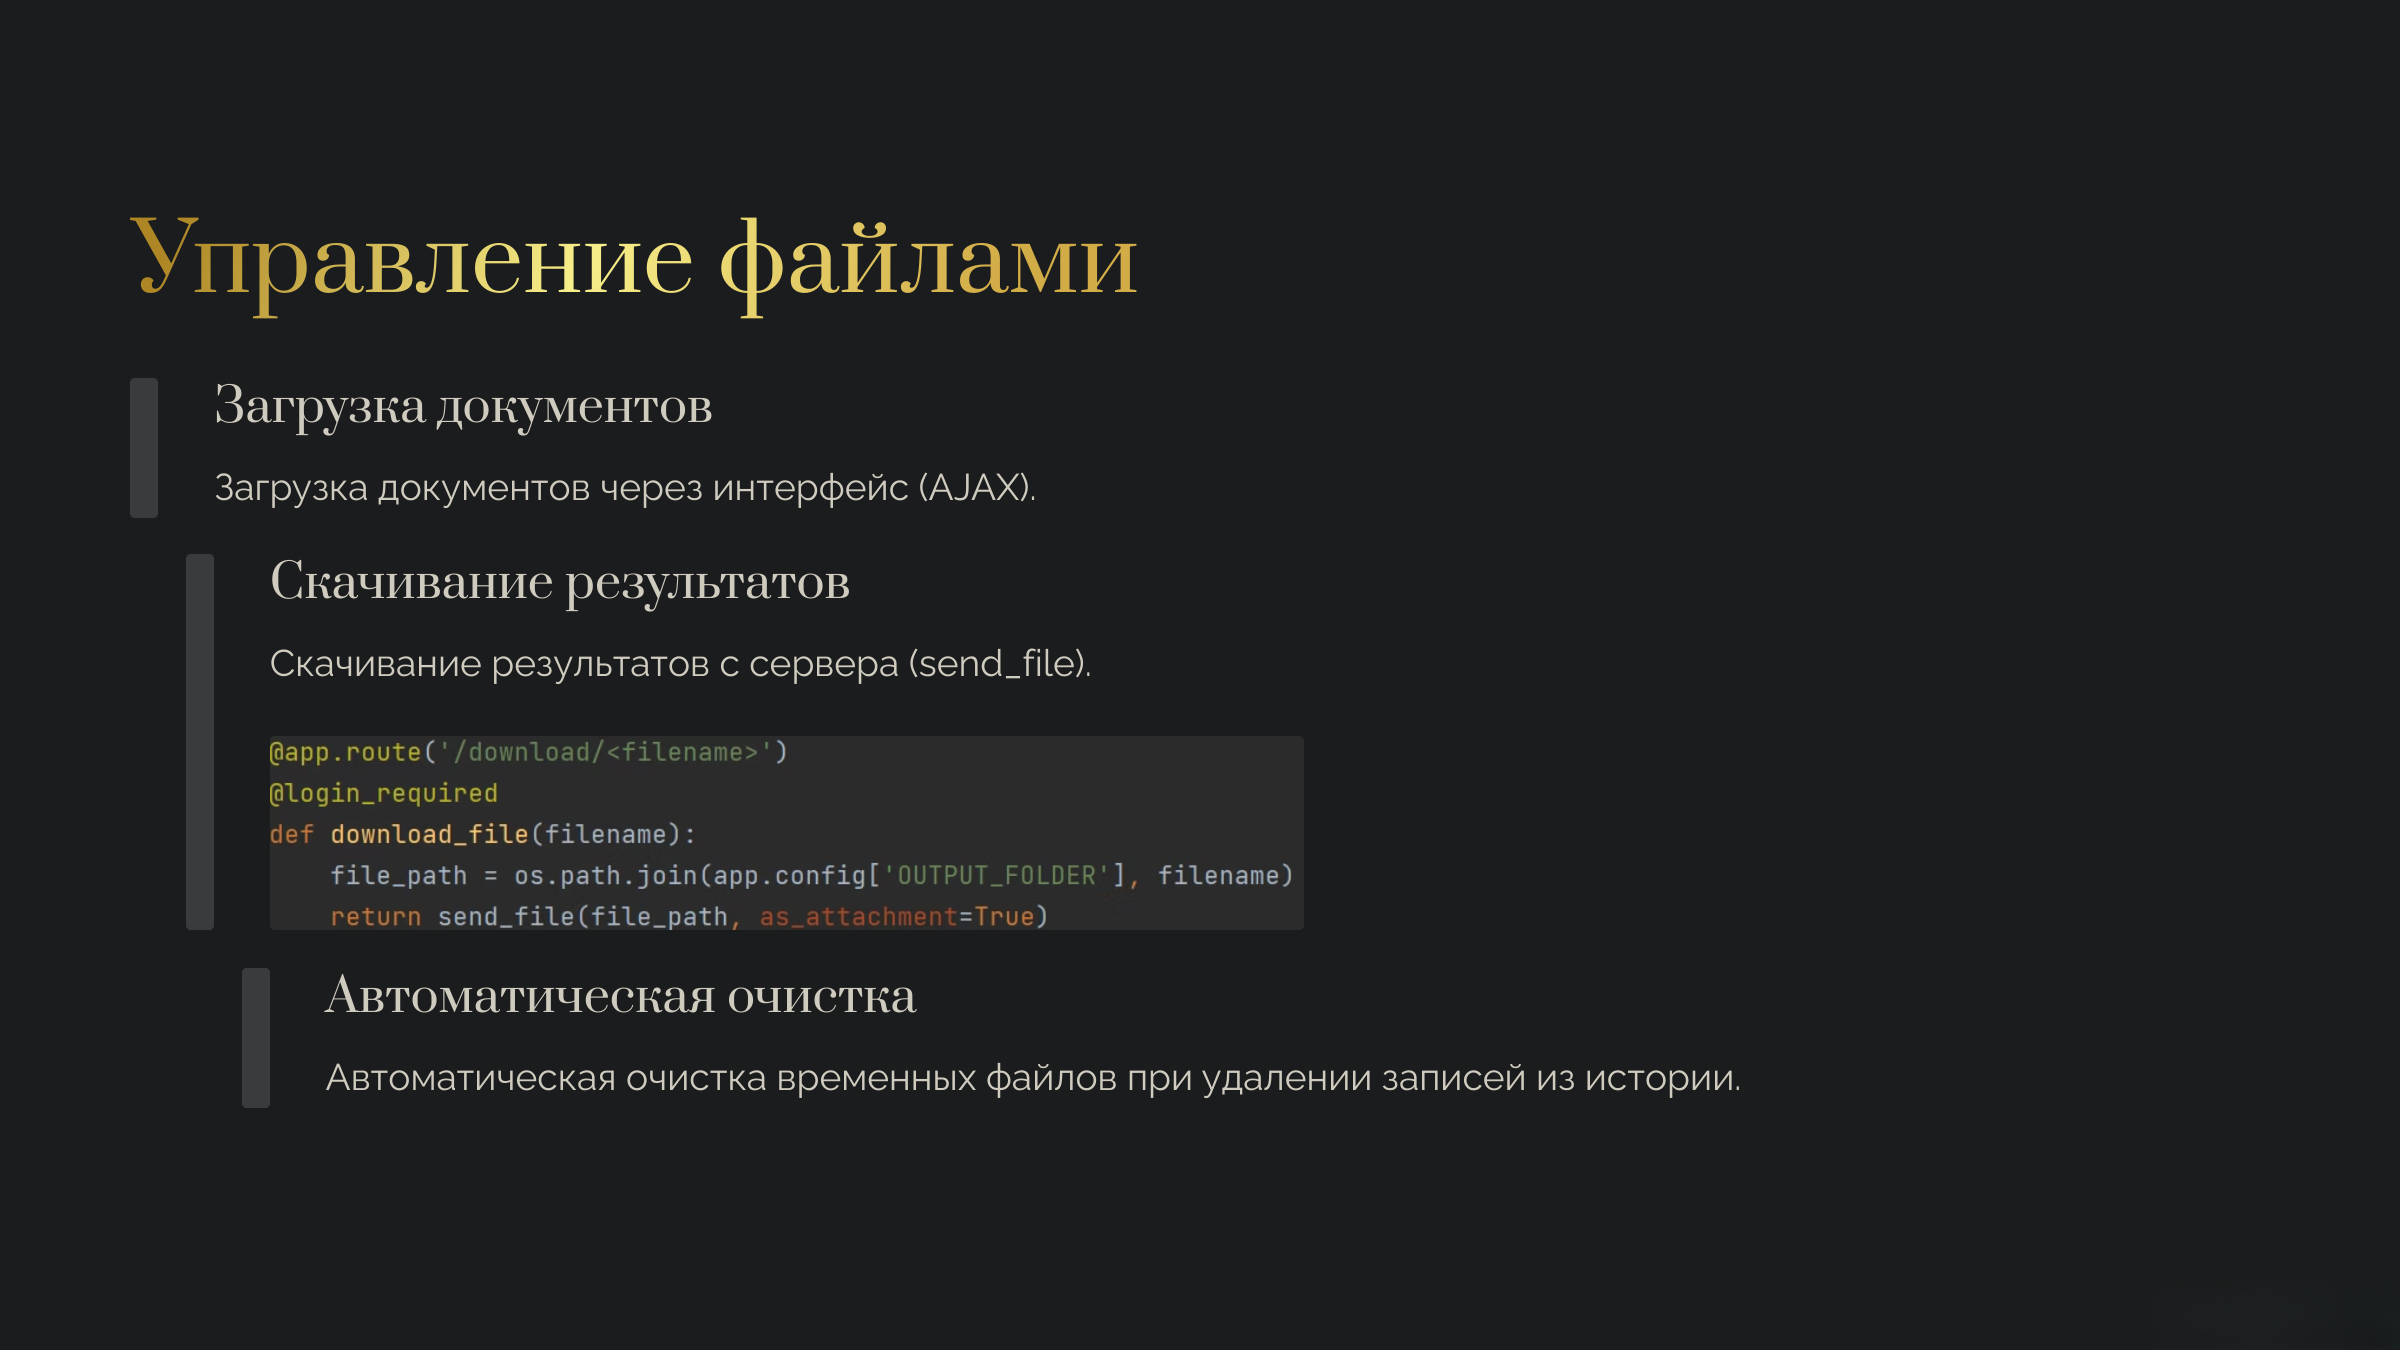 Управление файлами
Загрузка документов
Загрузка документов через интерфейс (AJAX).
Скачивание результатов
Скачивание результатов с сервера (send_file).
@app.route('/download/<filename>')
@login_required
def download_file(filename):
    file_path = os.path.join(app.config['OUTPUT_FOLDER'], filename)
    return send_file(file_path, as_attachment=True)
Автоматическая очистка
Автоматическая очистка временных файлов при удалении записей из истории.